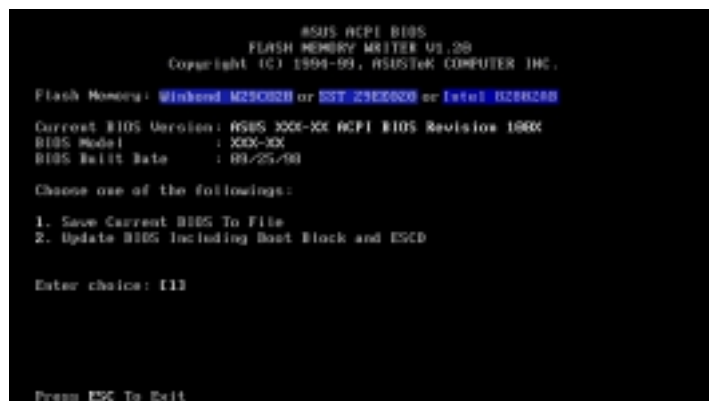 ASUS ACPI BIOS
FLASH MEMORY WRITER V1.20
Copyright (C) 1994-99, ASUSTeK COMPUTER INC.
Flash Memory: Winbond W29C020 or SST 29EE020 or Intel 82802AB
Current BIOS Version: ASUS XXX-XX ACPI BIOS Revision 100X
BIOS Model : XXX-XX
BIOS Built Date : 09/25/98
Choose one of the followings:
1. Save Current BIOS To File
2. Update BIOS Including Boot Block and ESCD
Enter choice: [1]
Press ESC To Exit